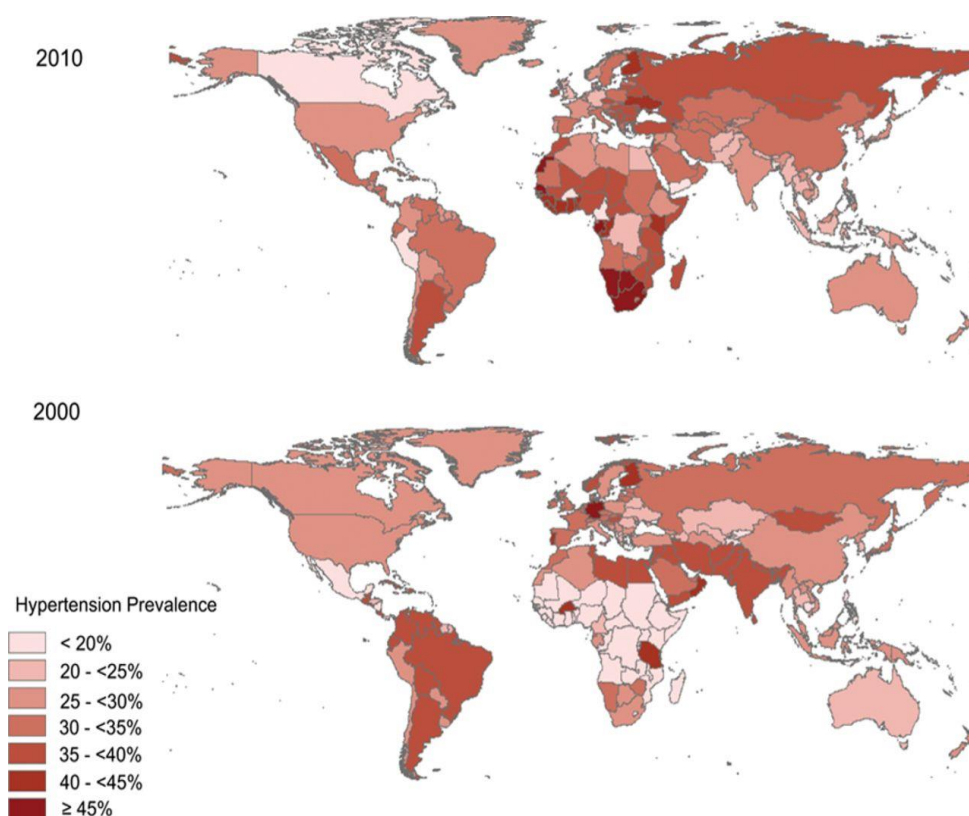 2010
2000
Hypertension Prevalence
< 20%
20 - <25%
25 - <30%
30 - <35%
35 - <40%
40 - <45%
≥ 45%